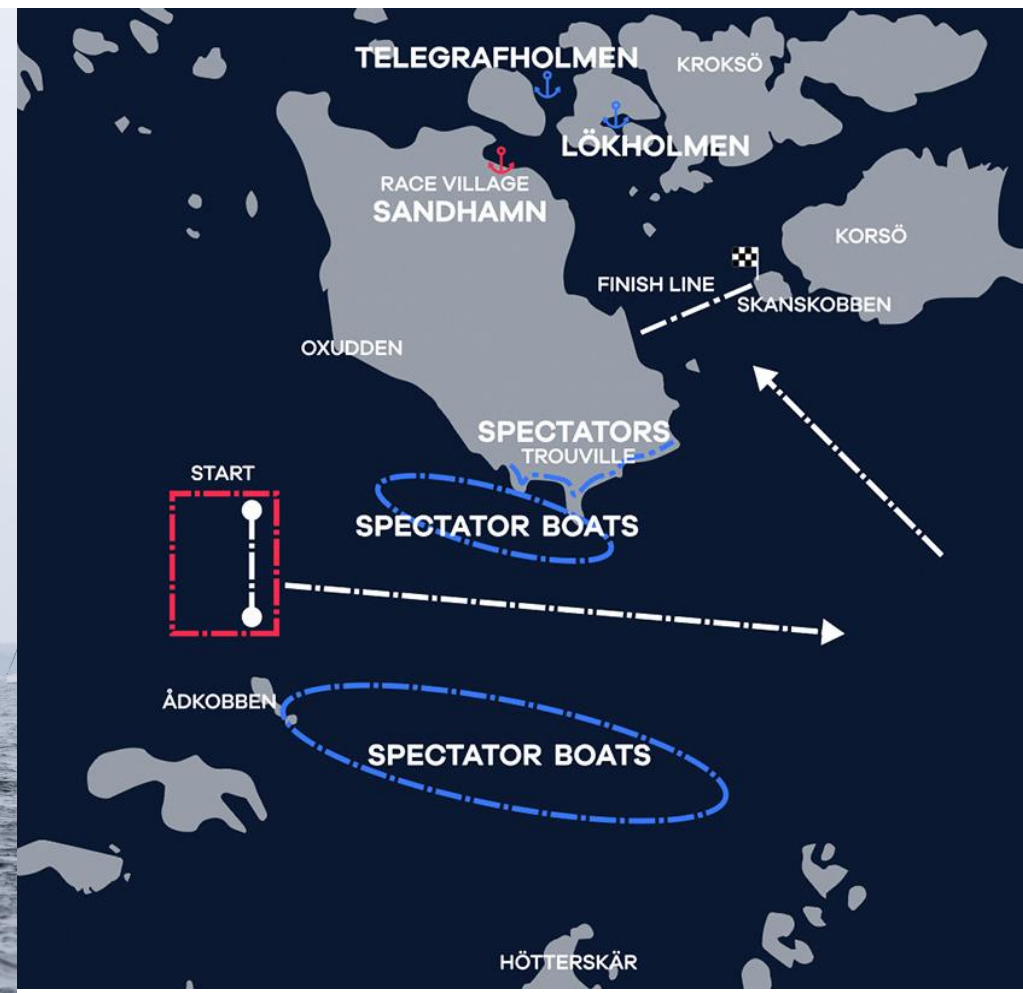 TELEGRAFHOLMEN
KROKSÖ
LÖKHOLMEN
RACE VILLAGE
SANDHAMN
KORSÖ
FINISH LINE
SKANSKOBBEN
OXUDDEN
SPECTATORS
TROUVILLE
START
SPECTATOR BOATS
ÅDKOBBEN
SPECTATOR BOATS
HÖTTERSKÄR